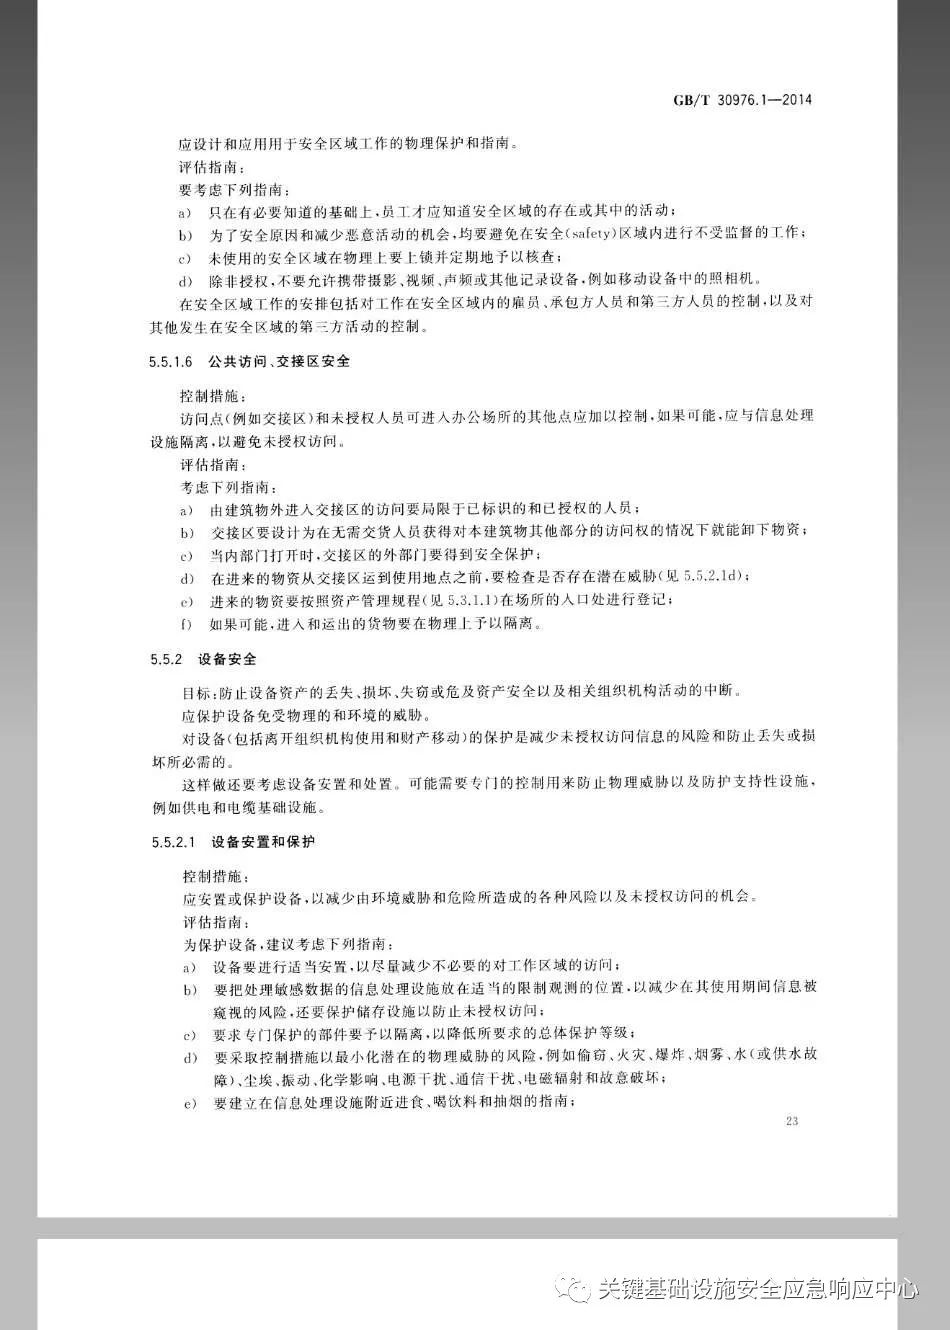 GB/T 30976.1—2014
应设计和应用用于安全区域工作的物理保护和指南。
评估指南：
要考虑下列指南：
a） 只在有必要知道的基础上，员工才应知道安全区域的存在或其中的活动；
b） 为了安全原因和减少恶意活动的机会，均要避免在安全(safety)区域内进行不受监督的工作；
c） 未使用的安全区域在物理上要上锁并定期地予以核查；
d） 除非授权，不要允许携带摄影、视频、声频或其他记录设备，例如移动设备中的照相机。
在安全区域工作的安排包括对工作在安全区域内的雇员、承包方人员和第三方人员的控制，以及对
其他发生在安全区域的第三方活动的控制。
5.5.1.6 公共访问、交接区安全
控制措施：
访问点(例如交接区)和未授权人员可进入办公场所的其他点应加以控制，如果可能，应与信息处理
设施隔离，以避免未授权访问。
评估指南：
考虑下列指南：
a） 由建筑物外进入交接区的访问要局限于已标识的和已授权的人员；
b） 交接区要设计为在无需交货人员获得对本建筑物其他部分的访问权的情况下就能卸下物资；
c） 当内部门打开时，交接区的外部门要得到安全保护；
d） 在进来的物资从交接区运到使用地点之前，要检查是否存在潜在威胁(见 5.5.2.1d)；
e） 进来的物资要按照资产管理规程(见 5.3.1.1)在场所的入口处进行登记；
f） 如果可能，进入和运出的货物要在物理上予以隔离。
5.5.2 设备安全
目标：防止设备资产的丢失、损坏、失窃或危及资产安全以及相关组织机构活动的中断。
应保护设备免受物理的和环境的威胁。
对设备(包括离开组织机构使用和财产移动)的保护是减少未授权访问信息的风险和防止丢失或损
坏所必需的。
这样做还要考虑设备安置和处置。可能需要专门的控制用来防止物理威胁以及防护支持性设施，
例如供电和电缆基础设施。
5.5.2.1 设备安置和保护
控制措施：
应安置或保护设备，以减少由环境威胁和危险所造成的各种风险以及未授权访问的机会。
评估指南：
为保护设备，建议考虑下列指南：
a） 设备要进行适当安置，以尽量减少不必要的对工作区域的访问；
b） 要把处理敏感数据的信息处理设施放在适当的限制观测的位置，以减少在其使用期间信息被
窥视的风险，还要保护储存设施以防止未授权访问；
c） 要求专门保护的部件要予以隔离，以降低所要求的总体保护等级；
d） 要采取控制措施以最小化潜在的物理威胁的风险，例如偷窃、火灾、爆炸、烟雾、水(或供水故
障)、尘埃、振动、化学影响、电源干扰、通信干扰、电磁辐射和故意破坏；
e） 要建立在信息处理设施附近进食、喝饮料和抽烟的指南；
23
关键基础设施安全应急响应中心